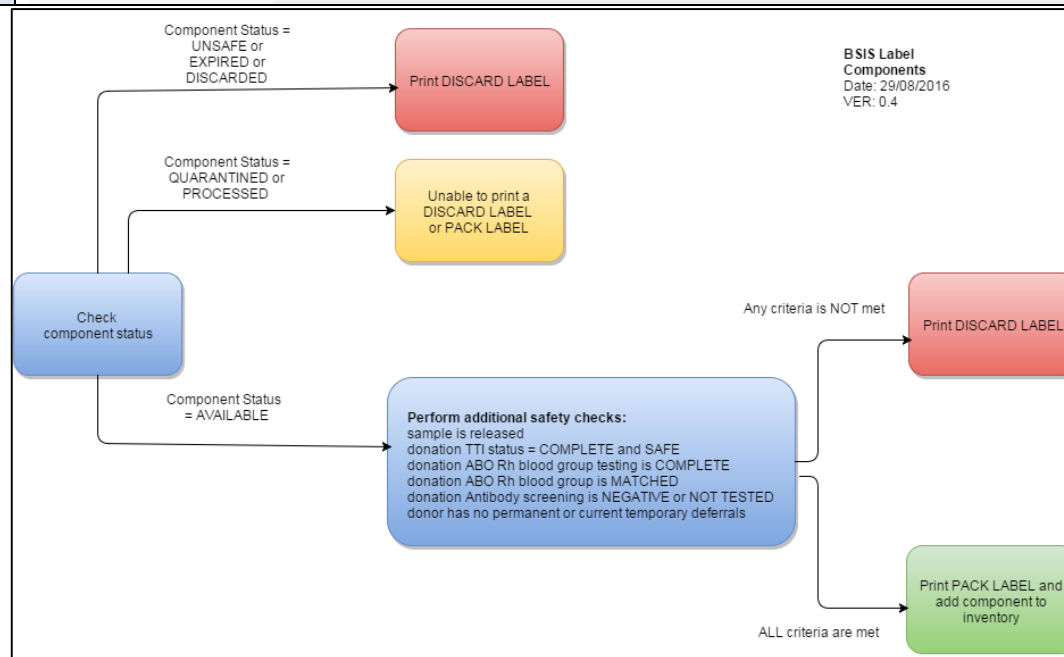 Component Status =
UNSAFE or
EXPIRED or
DISCARDED
Print DISCARD LABEL
BSIS Label
Components
Date: 29/08/2016
VER: 0.4
Component Status =
QUARANTINED or
PROCESSED
Unable to print a
DISCARD LABEL
or PACK LABEL
Check
component status
Any criteria is NOT met
Print DISCARD LABEL
Component Status
= AVAILABLE
Perform additional safety checks:
sample is released
donation TTI status = COMPLETE and SAFE
donation ABO Rh blood group testing is COMPLETE
donation ABO Rh blood group is MATCHED
donation Antibody screening is NEGATIVE or NOT TESTED
donor has no permanent or current temporary deferrals
Print PACK LABEL and
add component to
inventory
ALL criteria are met